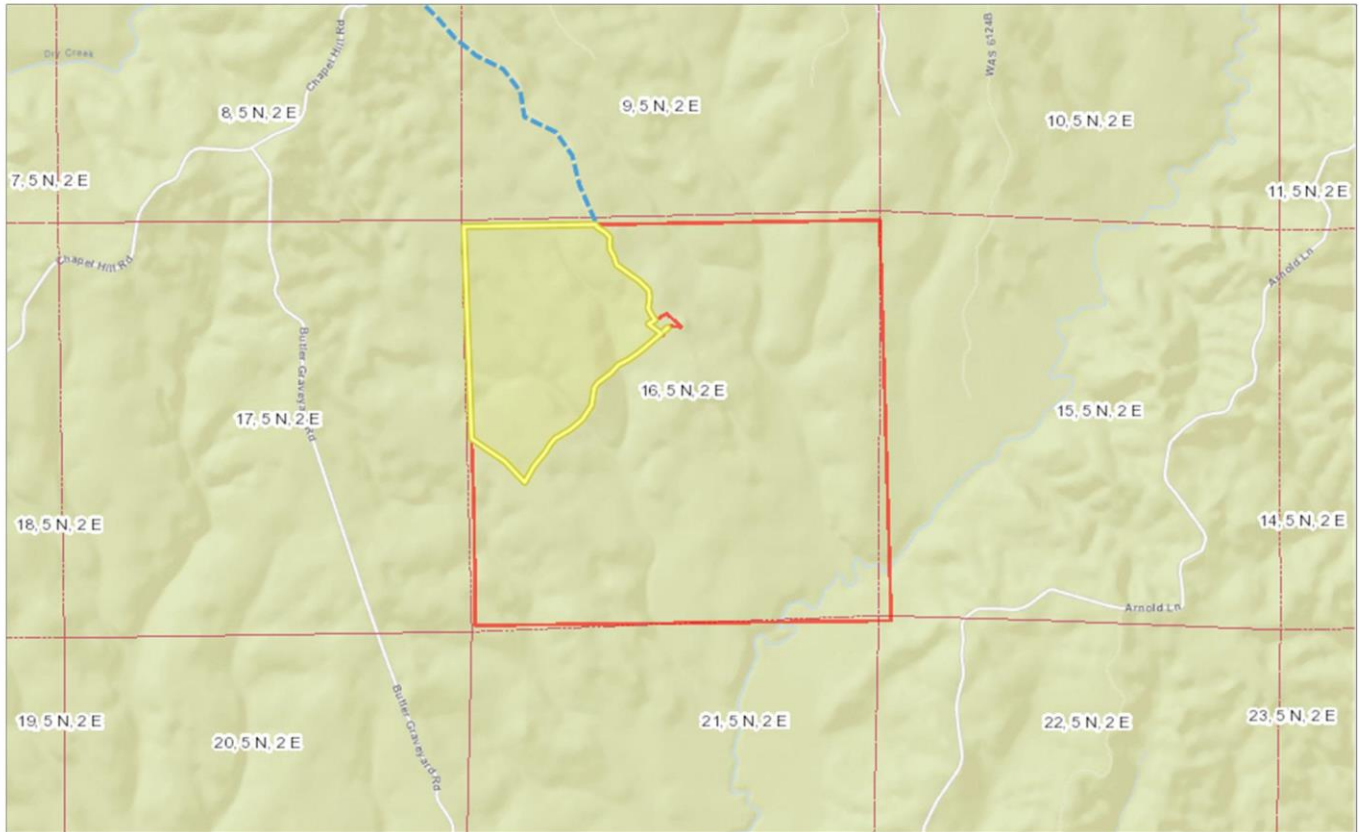 WAS 6124B
Chapel Hill Rd
Dry Creek
9, 5 N, 2 E
8, 5 N, 2 E
10, 5 N, 2 E
7, 5 N, 2 E
11, 5 N, 2 E
Chapel Hill Rd
Arnold Ln
Butler Graveyard Rd
16, 5 N, 2 E
17, 5 N, 2 E
15, 5 N, 2 E
18, 5 N, 2 E
14, 5 N, 2 E
Arnold Ln
Butler Graveyard Rd
19, 5 N, 2 E
21, 5 N, 2 E
22, 5 N, 2 E
23, 5 N, 2 E
20, 5 N, 2 E